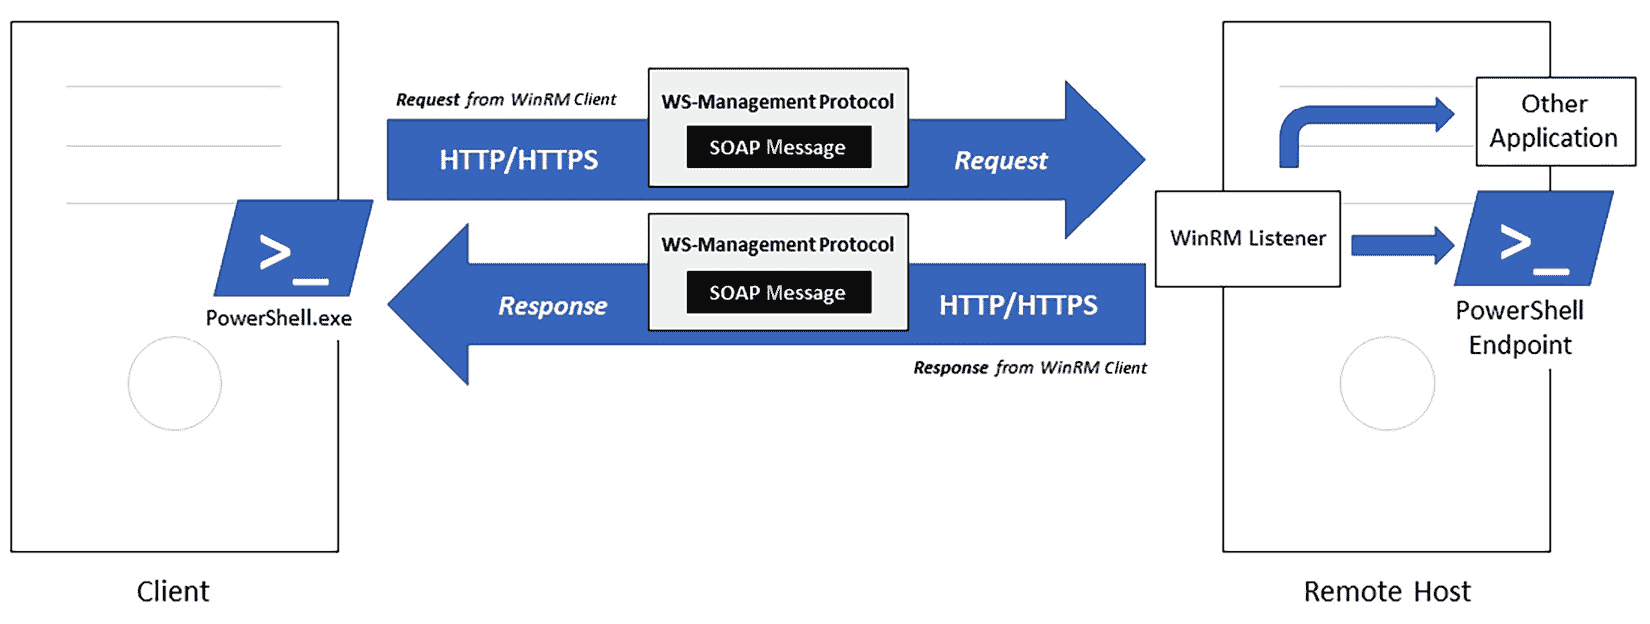 Request from WinRM Client
HTTP/HTTPS
WS-Management Protocol
SOAP Message
Request
Response
WS-Management Protocol
SOAP Message
HTTP/HTTPS
Response from WinRM Client
>_
PowerShell.exe
Client
WinRM Listener
Other
Application
>_
PowerShell
Endpoint
Remote Host